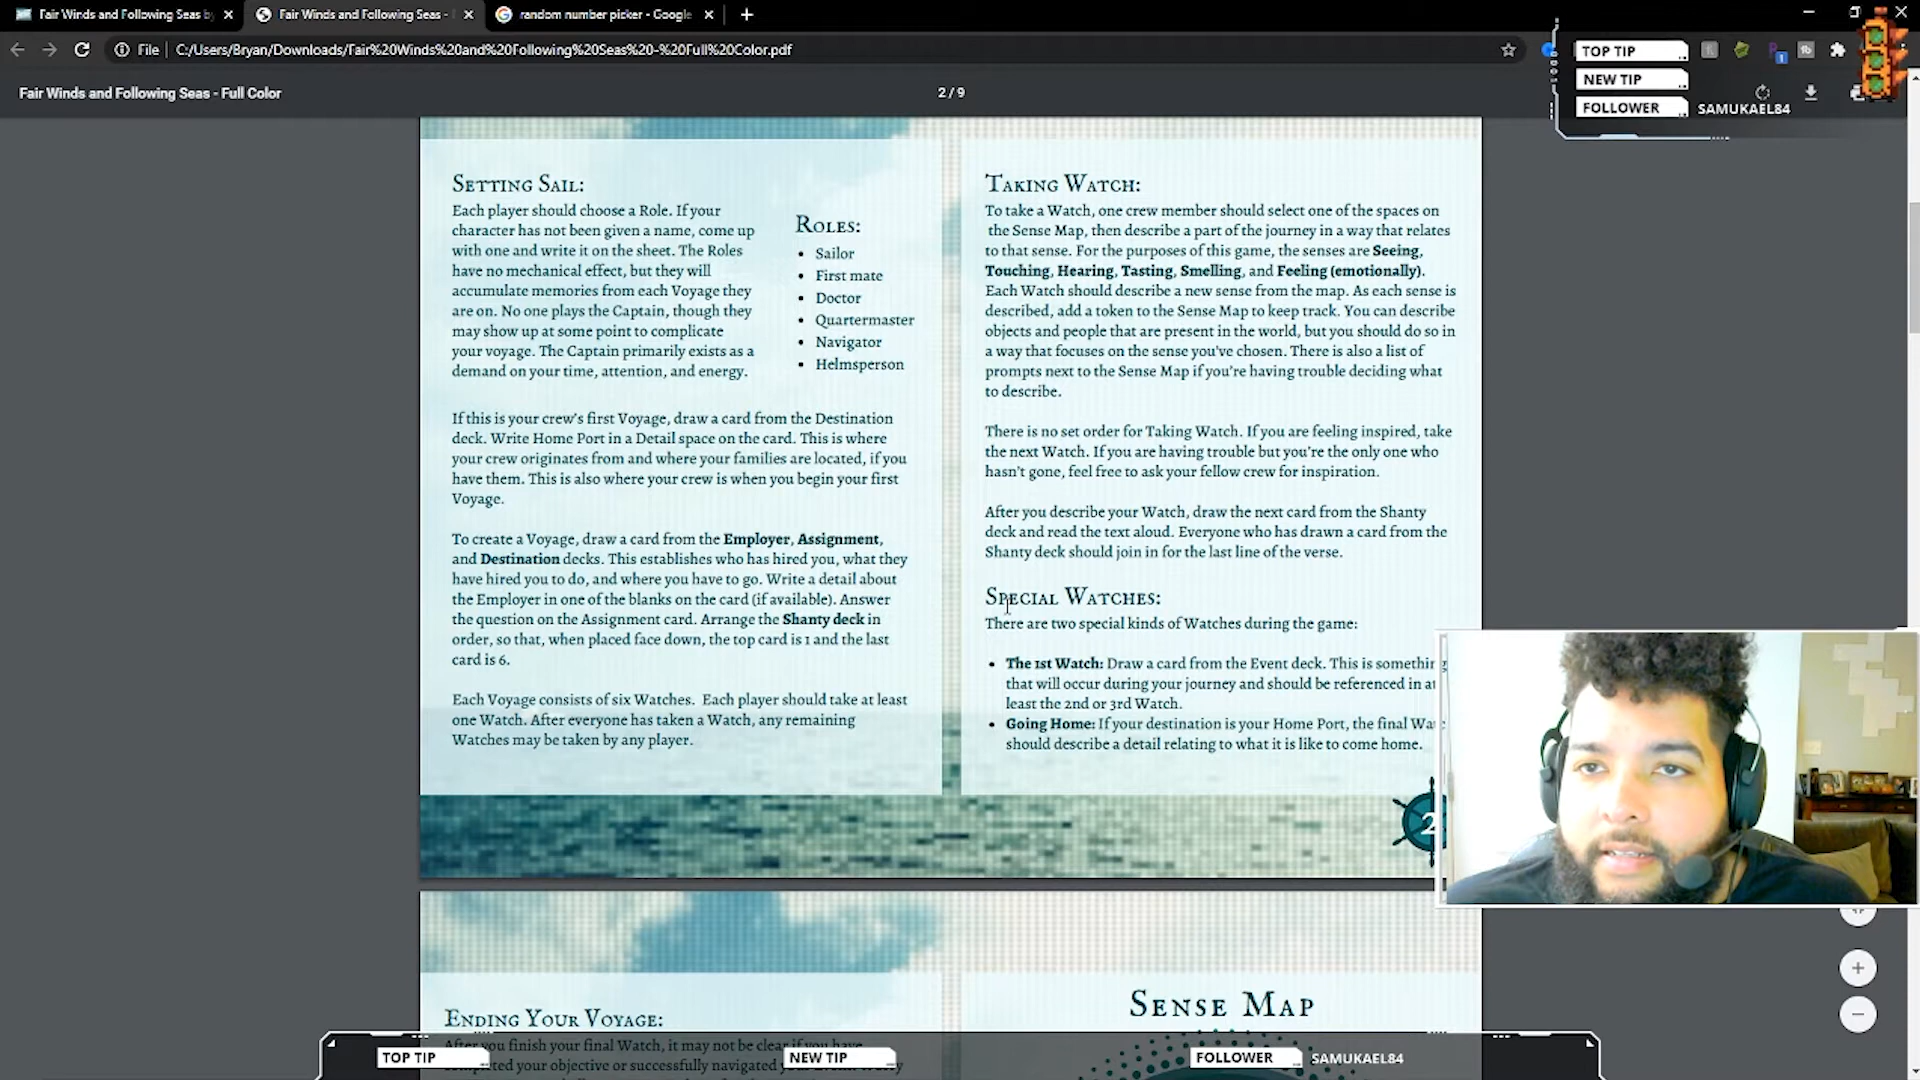 Fair Winds and Following Seas by
Fair Winds and Following Seas -
random number picker - Google
File
C:/Users/Bryan/Downloads/Fair%20Winds%20and%20Following%20Seas%20-%20Full%20Color.pdf
TOP TIP
NEW TIP
FOLLOWER SAMUKAEL84
Fair Winds and Following Seas - Full Color
2 / 9
Setting Sail:
Each player should choose a Role. If your
character has not been given a name, come up
with one and write it on the sheet. The Roles
have no mechanical effect, but they will
accumulate memories from each Voyage they
are on. No one plays the Captain, though they
may show up at some point to complicate
your voyage. The Captain primarily exists as a
demand on your time, attention, and energy.
Roles:
• Sailor
• First mate
• Doctor
• Quartermaster
• Navigator
• Helmsperson
If this is your crew's first Voyage, draw a card from the Destination
deck. Write Home Port in a Detail space on the card. This is where
your crew originates from and where your families are located, if you
have them. This is also where your crew is when you begin your first
Voyage.
To create a Voyage, draw a card from the Employer, Assignment,
and Destination decks. This establishes who has hired you, what they
have hired you to do, and where you have to go. Write a detail about
the Employer in one of the blanks on the card (if available). Answer
the question on the Assignment card. Arrange the Shanty deck in
order, so that, when placed face down, the top card is 1 and the last
card is 6.
Each Voyage consists of six Watches. Each player should take at least
one Watch. After everyone has taken a Watch, any remaining
Watches may be taken by any player.
Taking Watch:
To take a Watch, one crew member should select one of the spaces on
the Sense Map, then describe a part of the journey in a way that relates
to that sense. For the purposes of this game, the senses are Seeing,
Touching, Hearing, Tasting, Smelling, and Feeling (emotionally).
Each Watch should describe a new sense from the map. As each sense is
described, add a token to the Sense Map to keep track. You can describe
objects and people that are present in the world, but you should do so in
a way that focuses on the sense you've chosen. There is also a list of
prompts next to the Sense Map if you're having trouble deciding what
to describe.
There is no set order for Taking Watch. If you are feeling inspired, take
the next Watch. If you are having trouble but you're the only one who
hasn't gone, feel free to ask your fellow crew for inspiration.
After you describe your Watch, draw the next card from the Shanty
deck and read the text aloud. Everyone who has drawn a card from the
Shanty deck should join in for the last line of the verse.
Special Watches:
There are two special kinds of Watches during the game:
• The 1st Watch: Draw a card from the Event deck. This is something
that will occur during your journey and should be referenced in at
least the 2nd or 3rd Watch.
• Going Home: If your destination is your Home Port, the final Wa
should describe a detail relating to what it is like to come home.
2
Ending Your Voyage:
After you finish your final Watch, it may not be clear if you have
your objective or successfully navigated
Sense Map
TOP TIP
NEW TIP
FOLLOWER SAMUKAEL84